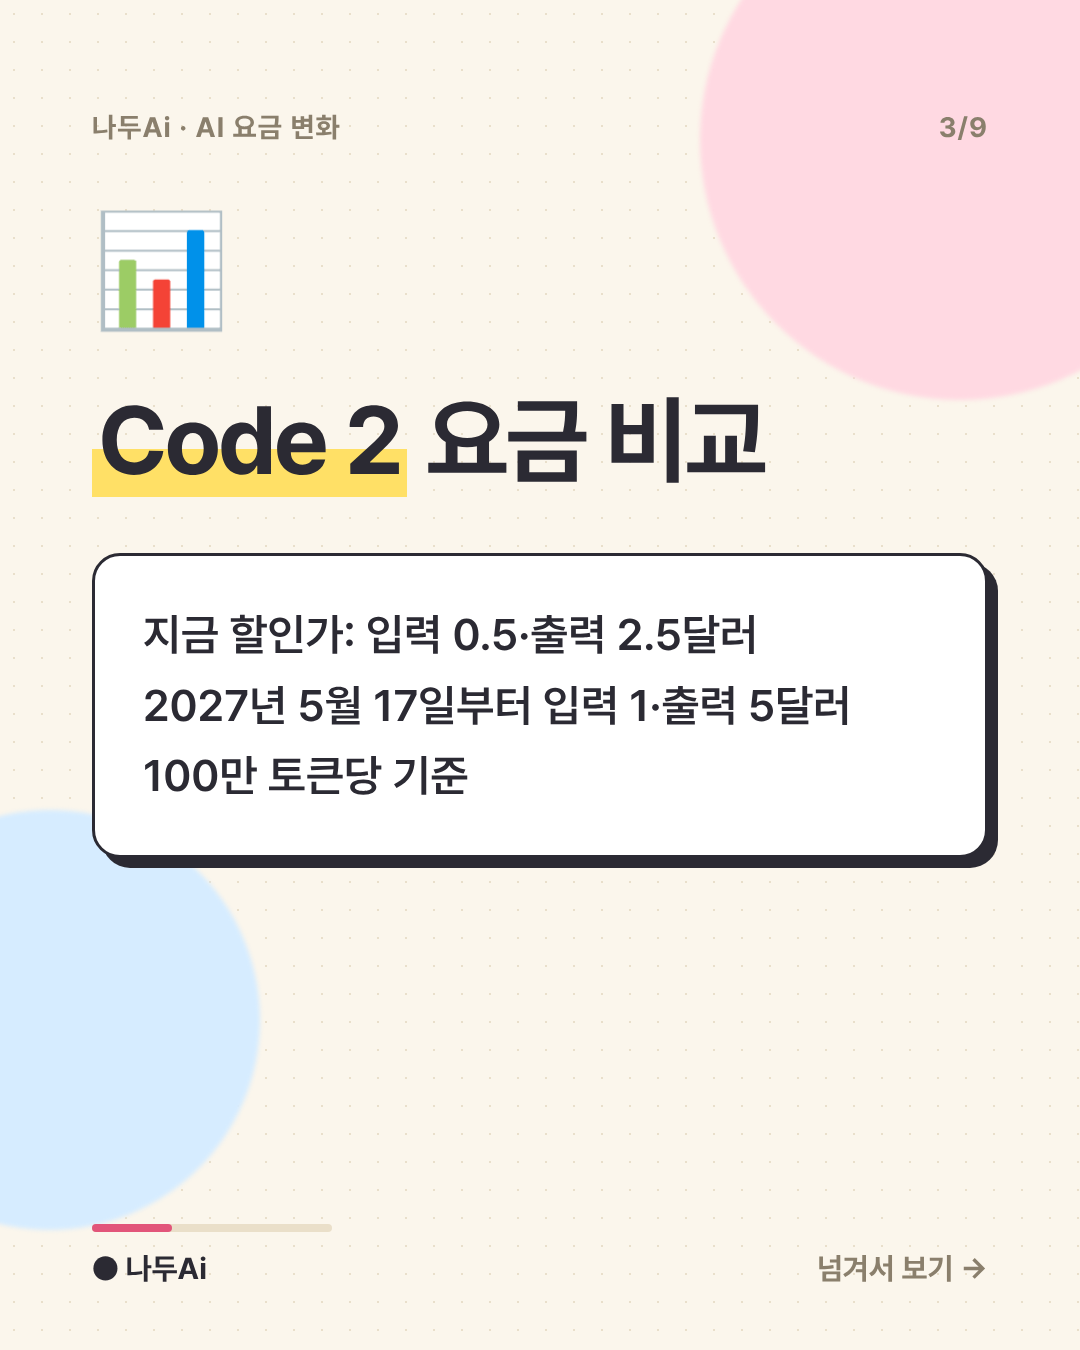 나두Ai · AI 요금 변화
3/9
Code 2 요금 비교
지금 할인가: 입력 0.5·출력 2.5달러
2027년 5월 17일부터 입력 1·출력 5달러
100만 토큰당 기준
나두Ai
넘겨서 보기 →